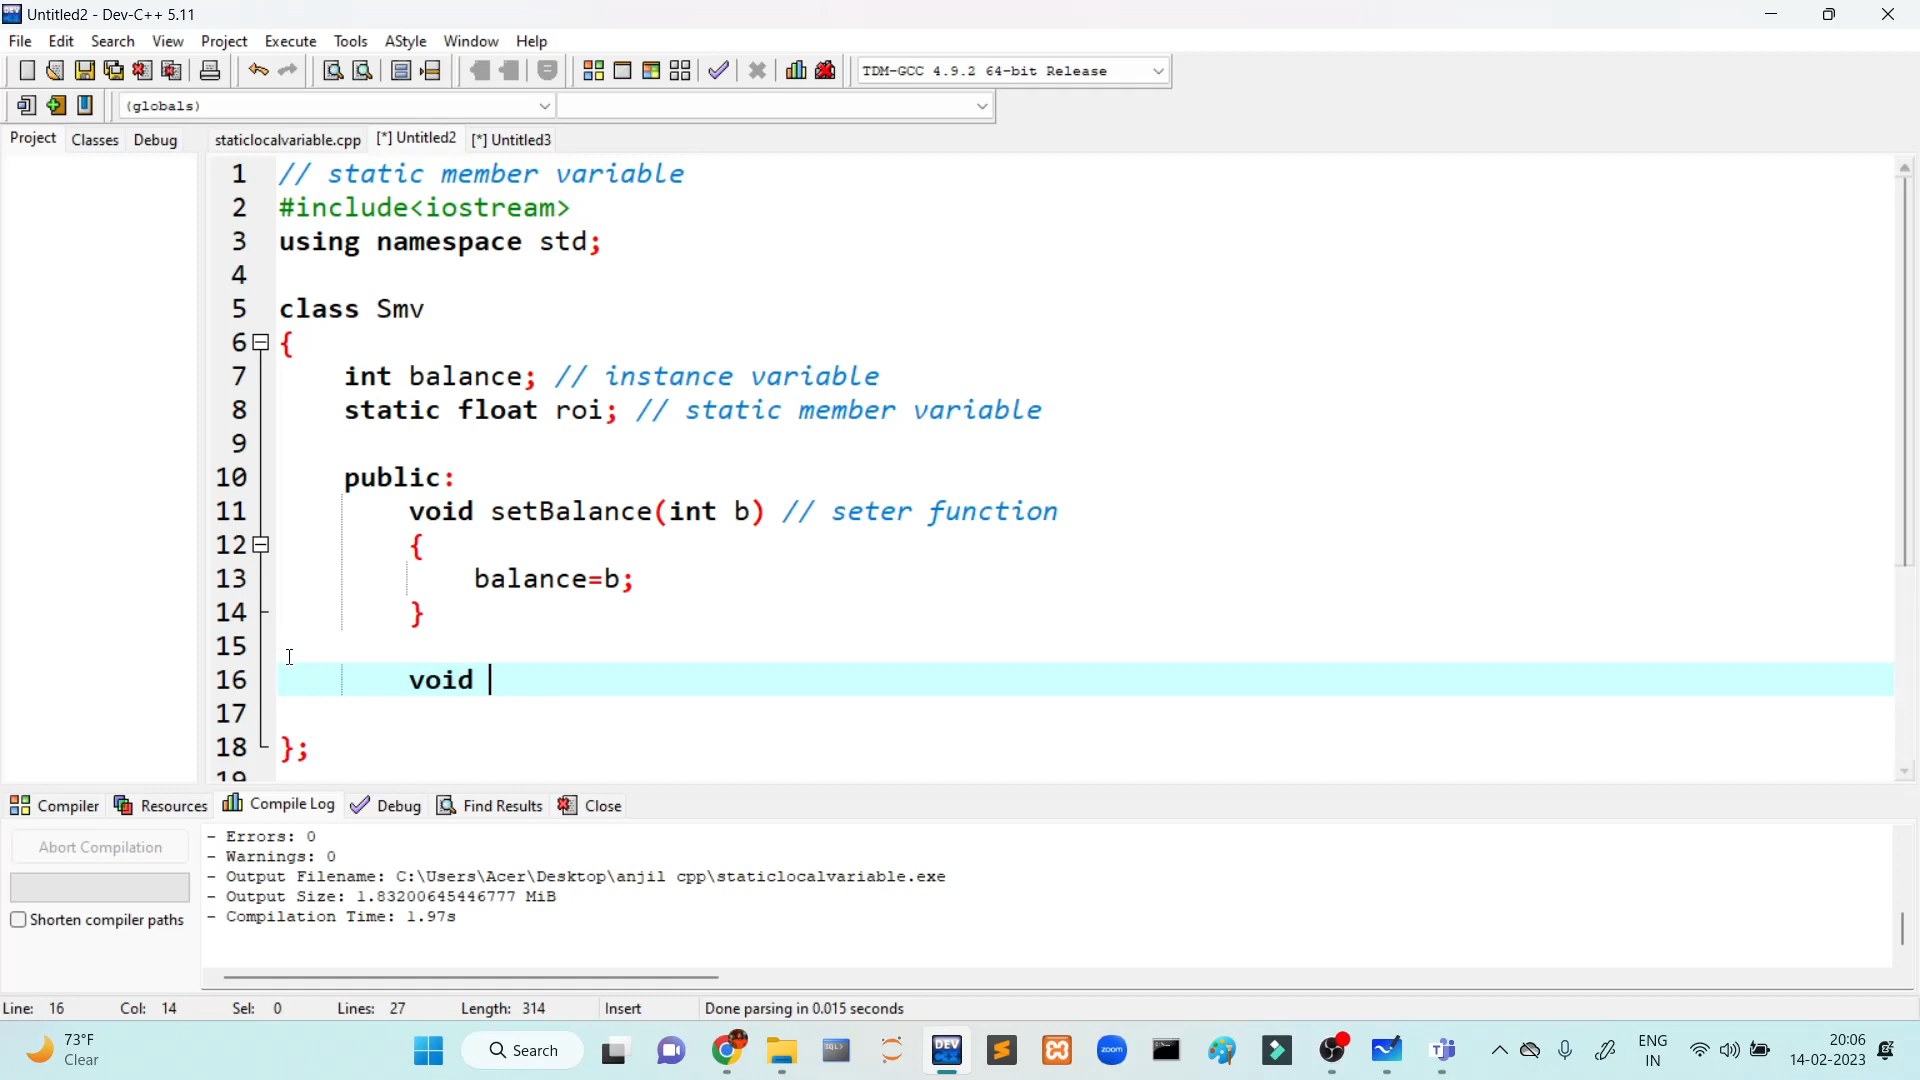 Untitled2 - Dev-C++ 5.11
File Edit Search View Project Execute Tools AStyle Window Help
TDM-GCC 4.9.2 64-bit Release
(globals)
Project Classes Debug staticlocalvariable.cpp [*] Untitled2 [*] Untitled3
1 // static member variable
2 #include<iostream>
3 using namespace std;
4
5 class Smv
6 {
7 int balance; // instance variable
8 static float roi; // static member variable
9
10 public:
11 void setBalance(int b) // seter function
12 {
13 balance=b;
14 }
15
16 void
17
18 };
19
Compiler Resources Compile Log Debug Find Results Close
Abort Compilation
Shorten compiler paths
- Errors: 0
- Warnings: 0
- Output Filename: C:\Users\Acer\Desktop\anjil cpp\staticlocalvariable.exe
- Output Size: 1.83200645446777 MiB
- Compilation Time: 1.97s
Line: 16 Col: 14 Sel: 0 Lines: 27 Length: 314 Insert Done parsing in 0.015 seconds
73°F
Clear
Search
DEV
SQL>
zoom
ENG
IN
20:06
14-02-2023